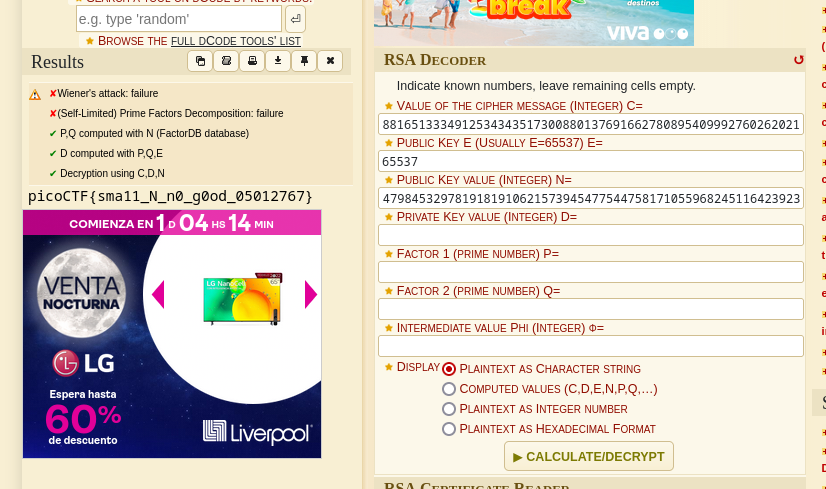 SEARCH A TOOL ON DCODE BY KEYWORDS:
e.g. type 'random'
BROWSE THE FULL DCODE TOOLS' LIST
Results
✘Wiener's attack: failure
✘(Self-Limited) Prime Factors Decomposition: failure
✔ P,Q computed with N (FactorDB database)
✔ D computed with P,Q,E
✔ Decryption using C,D,N
picoCTF{sma11_N_n0_g0od_05012767}
COMIENZA EN 1 D 04 HS 14 MIN
VENTA
NOCTURNA
LG
Espera hasta
60%
de descuento
Liverpool
break
destinos
VIVA
RSA DECODER
Indicate known numbers, leave remaining cells empty.
VALUE OF THE CIPHER MESSAGE (INTEGER) C=
8816513334912534343517300880137691662780895409992760262021
PUBLIC KEY E (USUALLY E=65537) E=
65537
PUBLIC KEY VALUE (INTEGER) N=
4798453297819181910621573945477544758171055968245116423923
PRIVATE KEY VALUE (INTEGER) D=
FACTOR 1 (PRIME NUMBER) P=
FACTOR 2 (PRIME NUMBER) Q=
INTERMEDIATE VALUE PHI (INTEGER) Φ=
DISPLAY
PLAINTEXT AS CHARACTER STRING
COMPUTED VALUES (C,D,E,N,P,Q,...)
PLAINTEXT AS INTEGER NUMBER
PLAINTEXT AS HEXADECIMAL FORMAT
▶ CALCULATE/DECRYPT
RSA CERTIFICATE READER